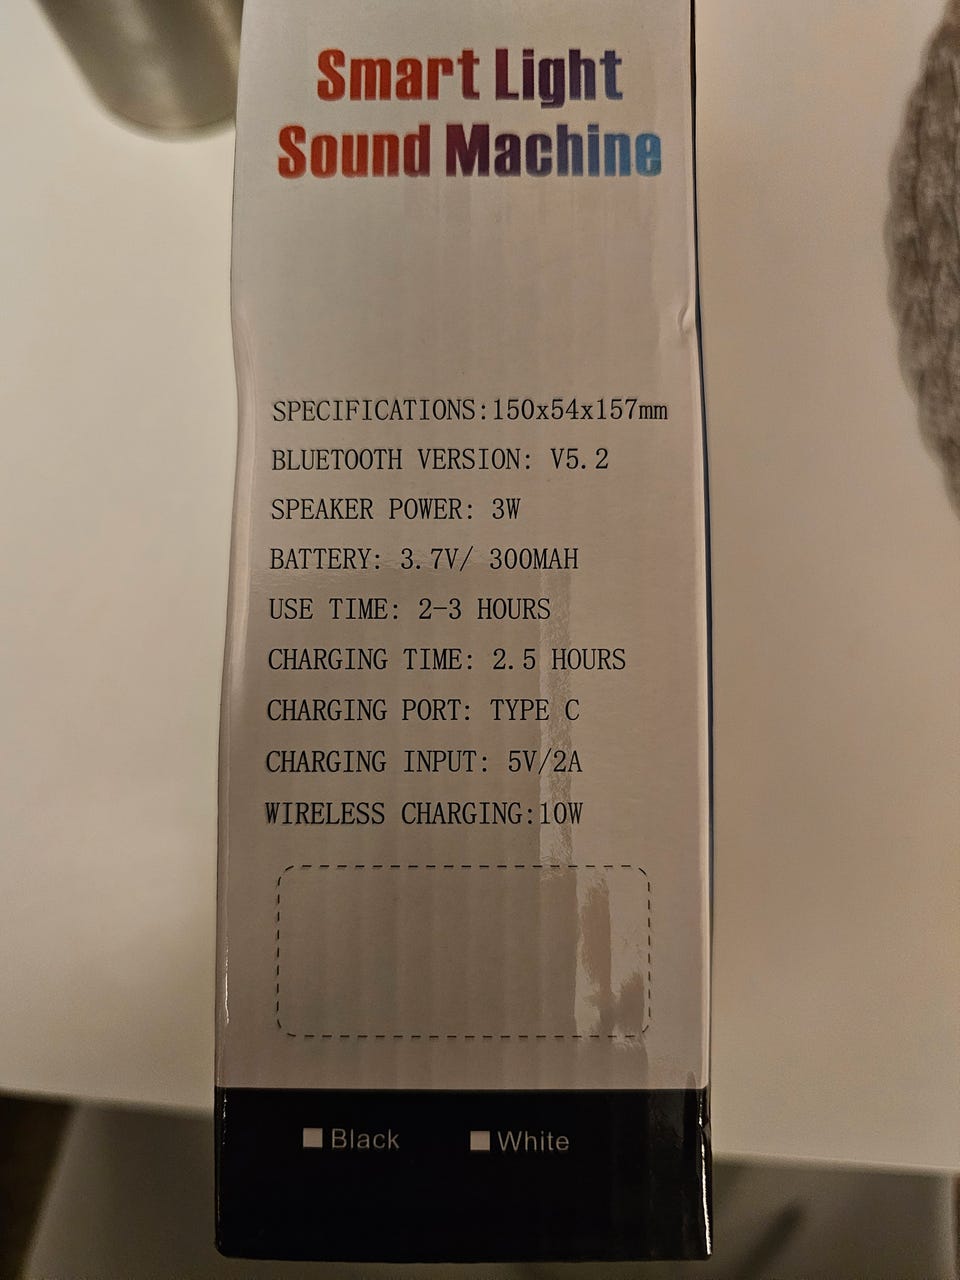 Smart Light
Sound Machine
SPECIFICATIONS:150x54x157mm
BLUETOOTH VERSION: V5.2
SPEAKER POWER: 3W
BATTERY: 3.7V/ 300MAH
USE TIME: 2-3 HOURS
CHARGING TIME: 2.5 HOURS
CHARGING PORT: TYPE C
CHARGING INPUT: 5V/2A
WIRELESS CHARGING:10W
Black White